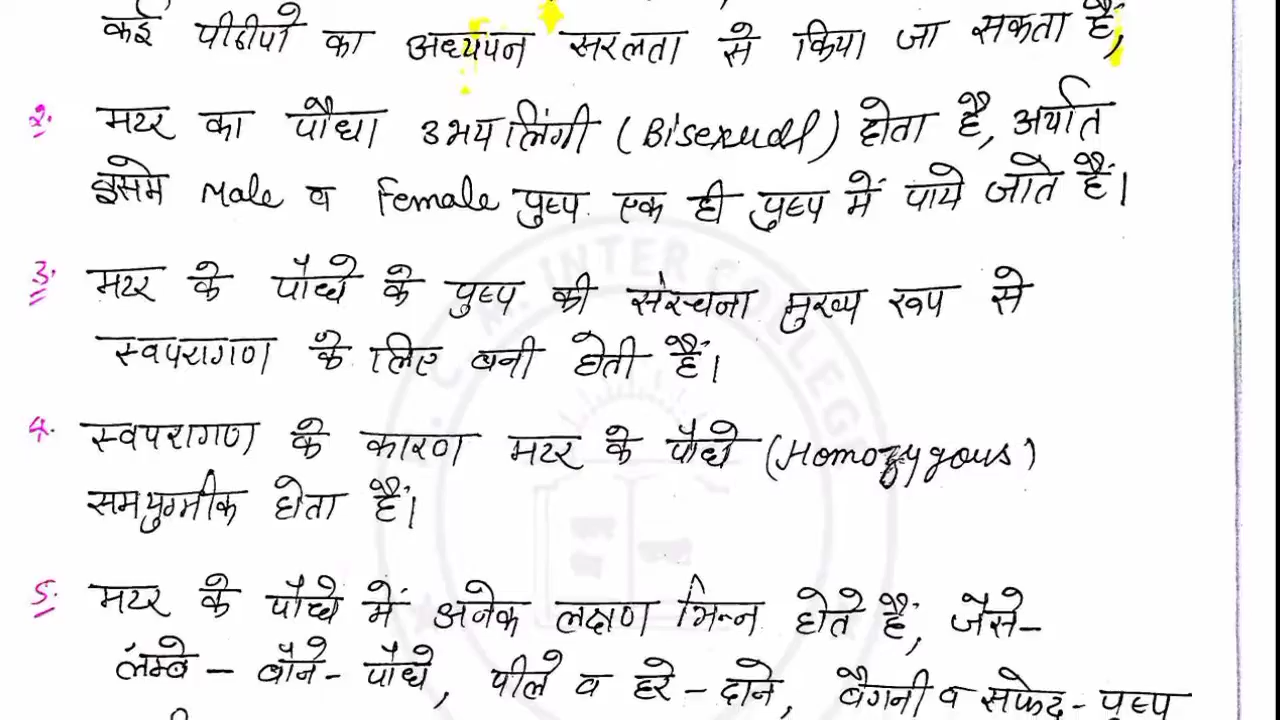 कई पीढीपो का अध्ययन सरलता से किया जा सकता हैं,
2. मटर का पौधा उभयलिंगी (Bisexual) होता है, अर्थात
इसमे Male व Female पुष्प एक ही पुष्प में पाये जाते हैं।
3. मटर के पौधे के पुष्प की संरचना मुख्य रूप से
स्वपरागण के लिए बनी होती हैं।
4. स्वपरागण के कारण मटर के पौधे (Homozygous)
समयुग्मीक होता हैं।
5. मटर के पौधे में अनेक लक्षण भिन्न होते हैं, जैसे-
लम्बे - बौने - पौधे, पीले व हरे - दाने, बैगनी व सफेद - पुष्प